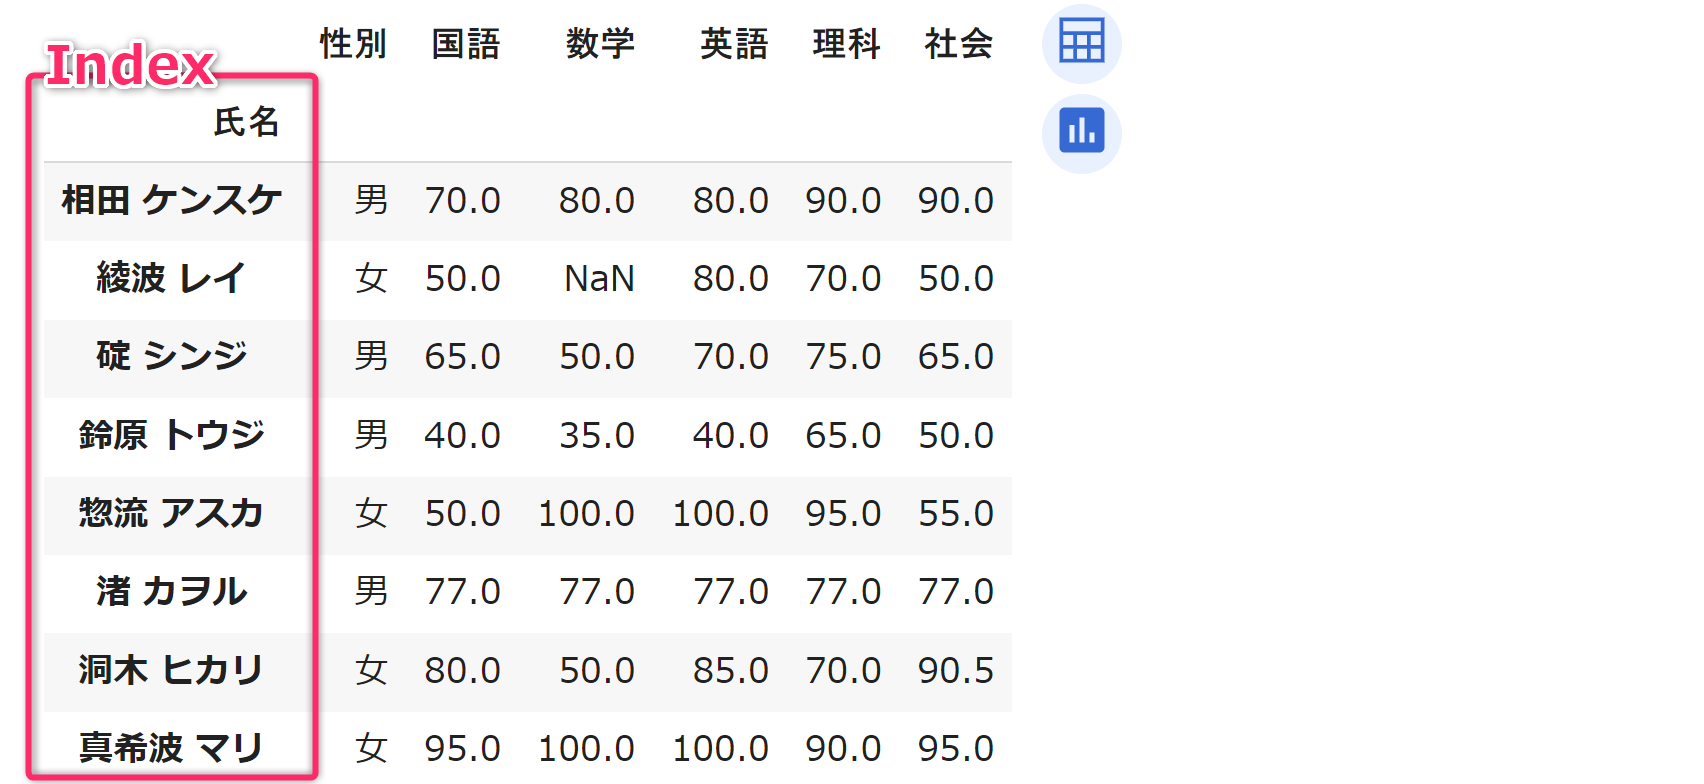 性別 国語 数学 英語 理科 社会
Index
氏名
相田 ケンスケ 男 70.0 80.0 80.0 90.0 90.0
綾波 レイ 女 50.0 NaN 80.0 70.0 50.0
碇 シンジ 男 65.0 50.0 70.0 75.0 65.0
鈴原 トウジ 男 40.0 35.0 40.0 65.0 50.0
惣流 アスカ 女 50.0 100.0 100.0 95.0 55.0
渚 カヲル 男 77.0 77.0 77.0 77.0 77.0
洞木 ヒカリ 女 80.0 50.0 85.0 70.0 90.5
真希波 マリ 女 95.0 100.0 100.0 90.0 95.0